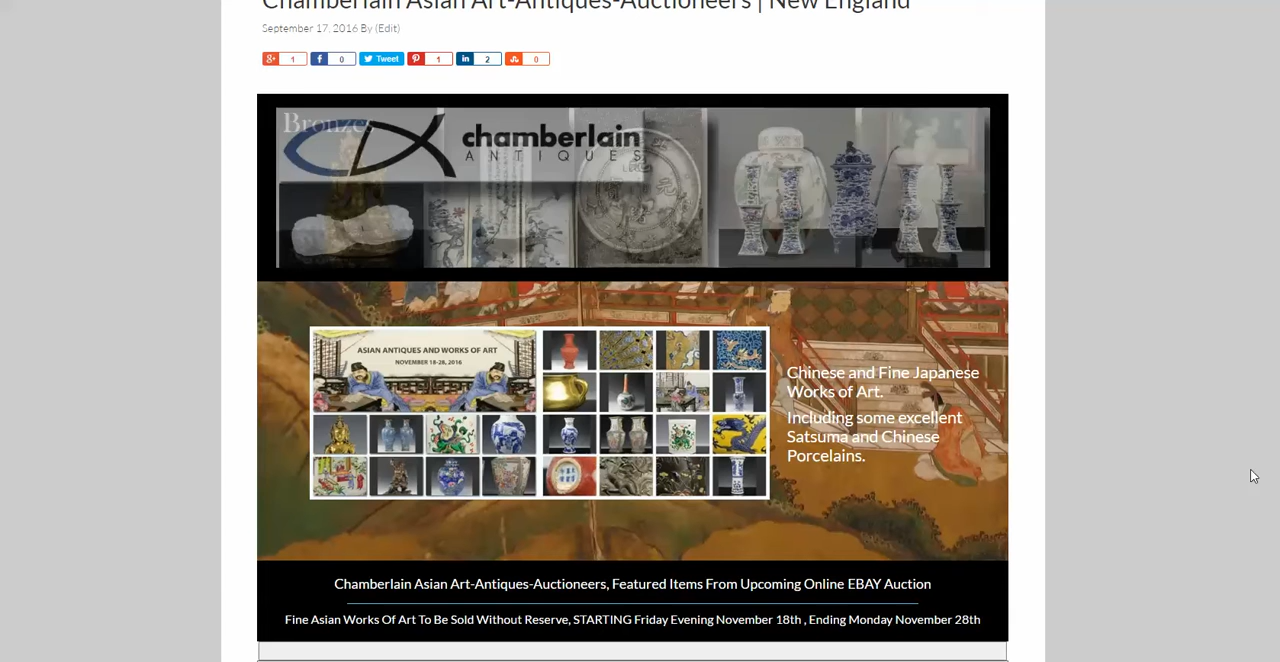 Chamberlain Asian Art-Antiques-Auctioneers | New England
September 17, 2016 By (Edit)
1
0
Tweet
1
2
0
Bronzes
chamberlain
ANTIQUES
ASIAN ANTIQUES AND WORKS OF ART
NOVEMBER 18-28, 2016
Chinese and Fine Japanese
Works of Art.
Including some excellent
Satsuma and Chinese
Porcelains.
Chamberlain Asian Art-Antiques-Auctioneers, Featured Items From Upcoming Online EBAY Auction
Fine Asian Works Of Art To Be Sold Without Reserve, STARTING Friday Evening November 18th , Ending Monday November 28th